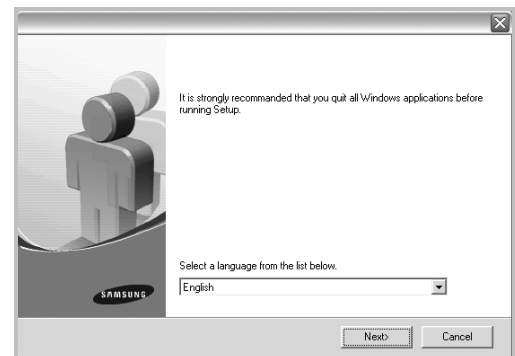 It is strongly recommanded that you quit all Windows applications before
running Setup.
Select a language from the list below.
English
SAMSUNG
Next>
Cancel